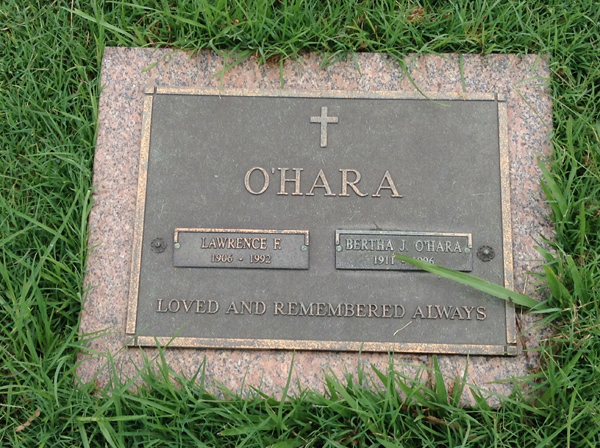 O'HARA
LAWRENCE F.
1906 - 1992
BERTHA J. O'HARA
LOVED AND REMEMBERED ALWAYS